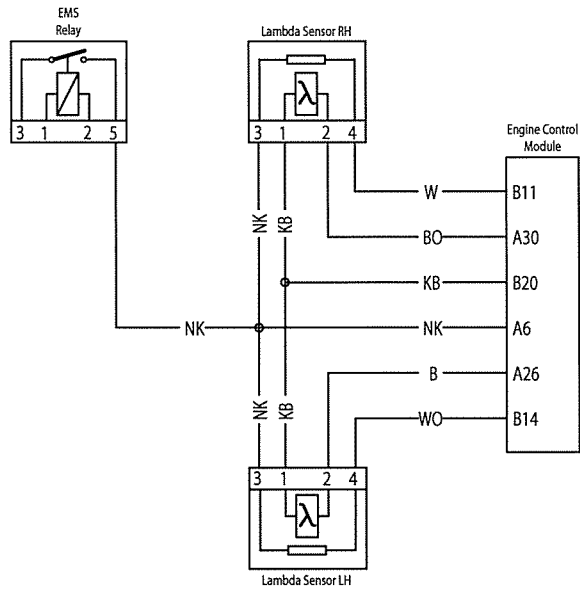 EMS
Relay
3 1 2 5
Lambda Sensor RH
λ
3 1 2 4
Engine Control
Module
W B11
NK KB
BO A30
KB B20
NK NK A6
B A26
NK KB
WO B14
3 1 2 4
λ
Lambda Sensor LH